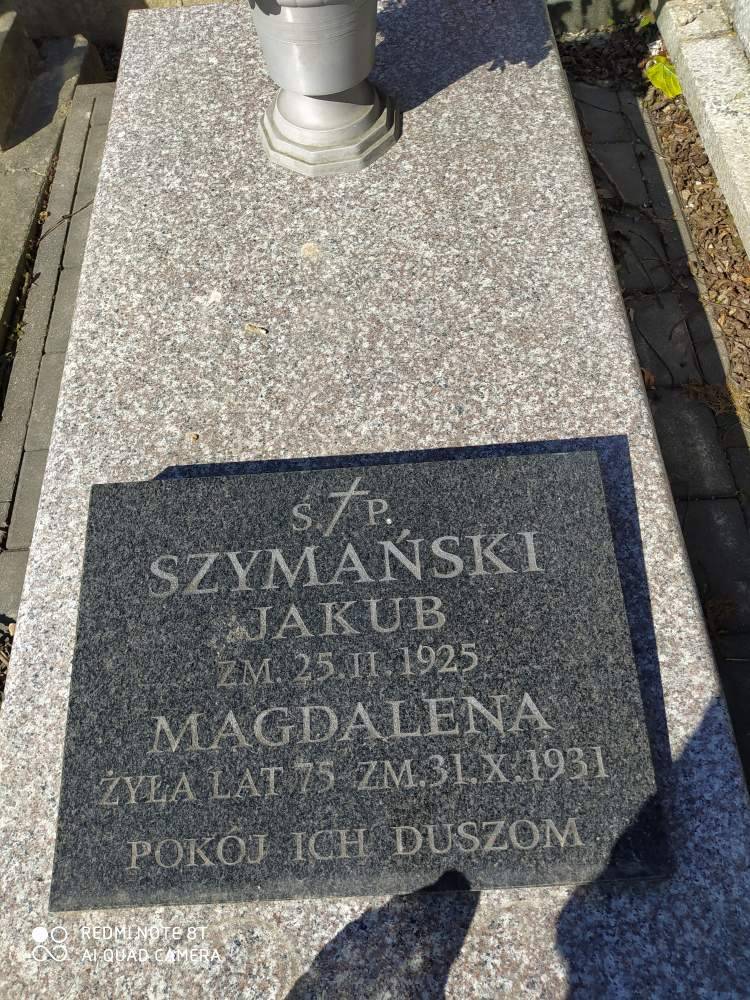 Ś. P.
SZYMAŃSKI
JAKUB
ZM. 25.II.1925
MAGDALENA
ŻYŁA LAT 75 ZM.31.X.1931
POKÓJ ICH DUSZOM
REDMI NOTE 8T
AI QUAD CAMERA